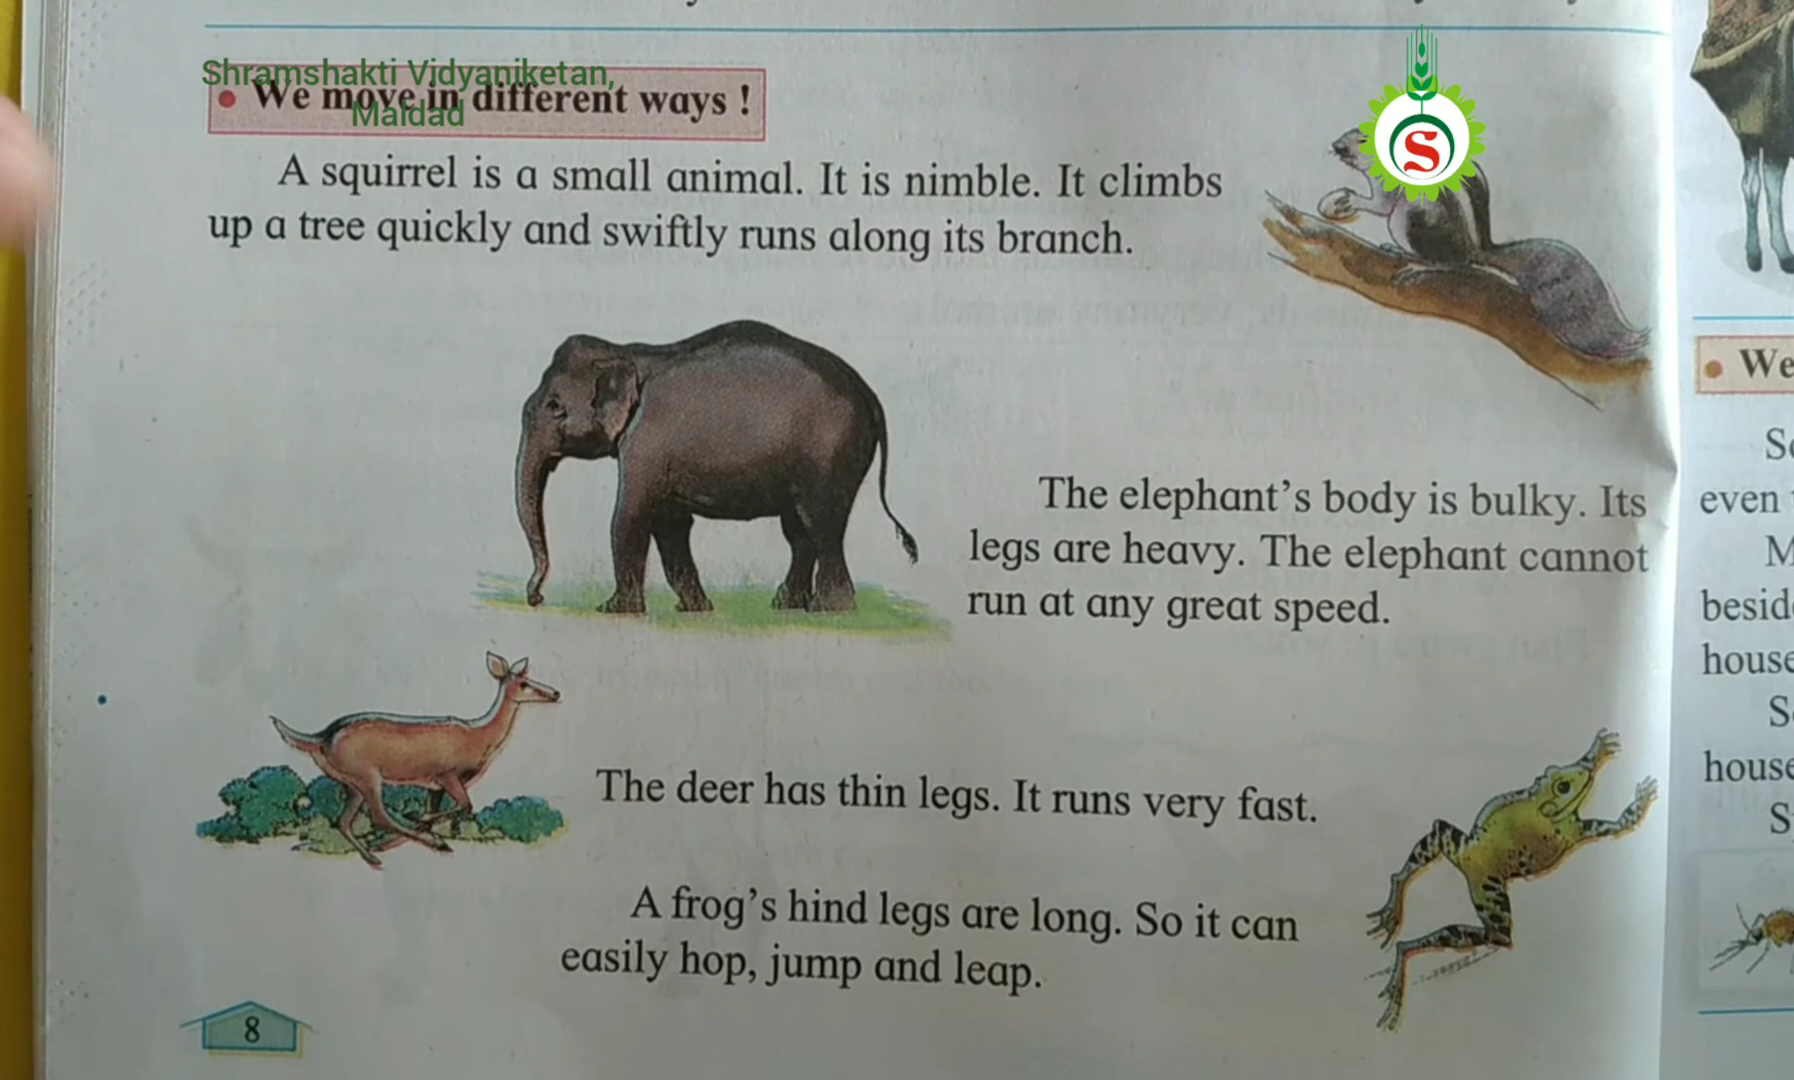 Shramshakti Vidyaniketan,
Maldad
• We move in different ways !
A squirrel is a small animal. It is nimble. It climbs
up a tree quickly and swiftly runs along its branch.
The elephant’s body is bulky. Its
legs are heavy. The elephant cannot
run at any great speed.
The deer has thin legs. It runs very fast.
A frog’s hind legs are long. So it can
easily hop, jump and leap.
8
S
• We
even
house
house